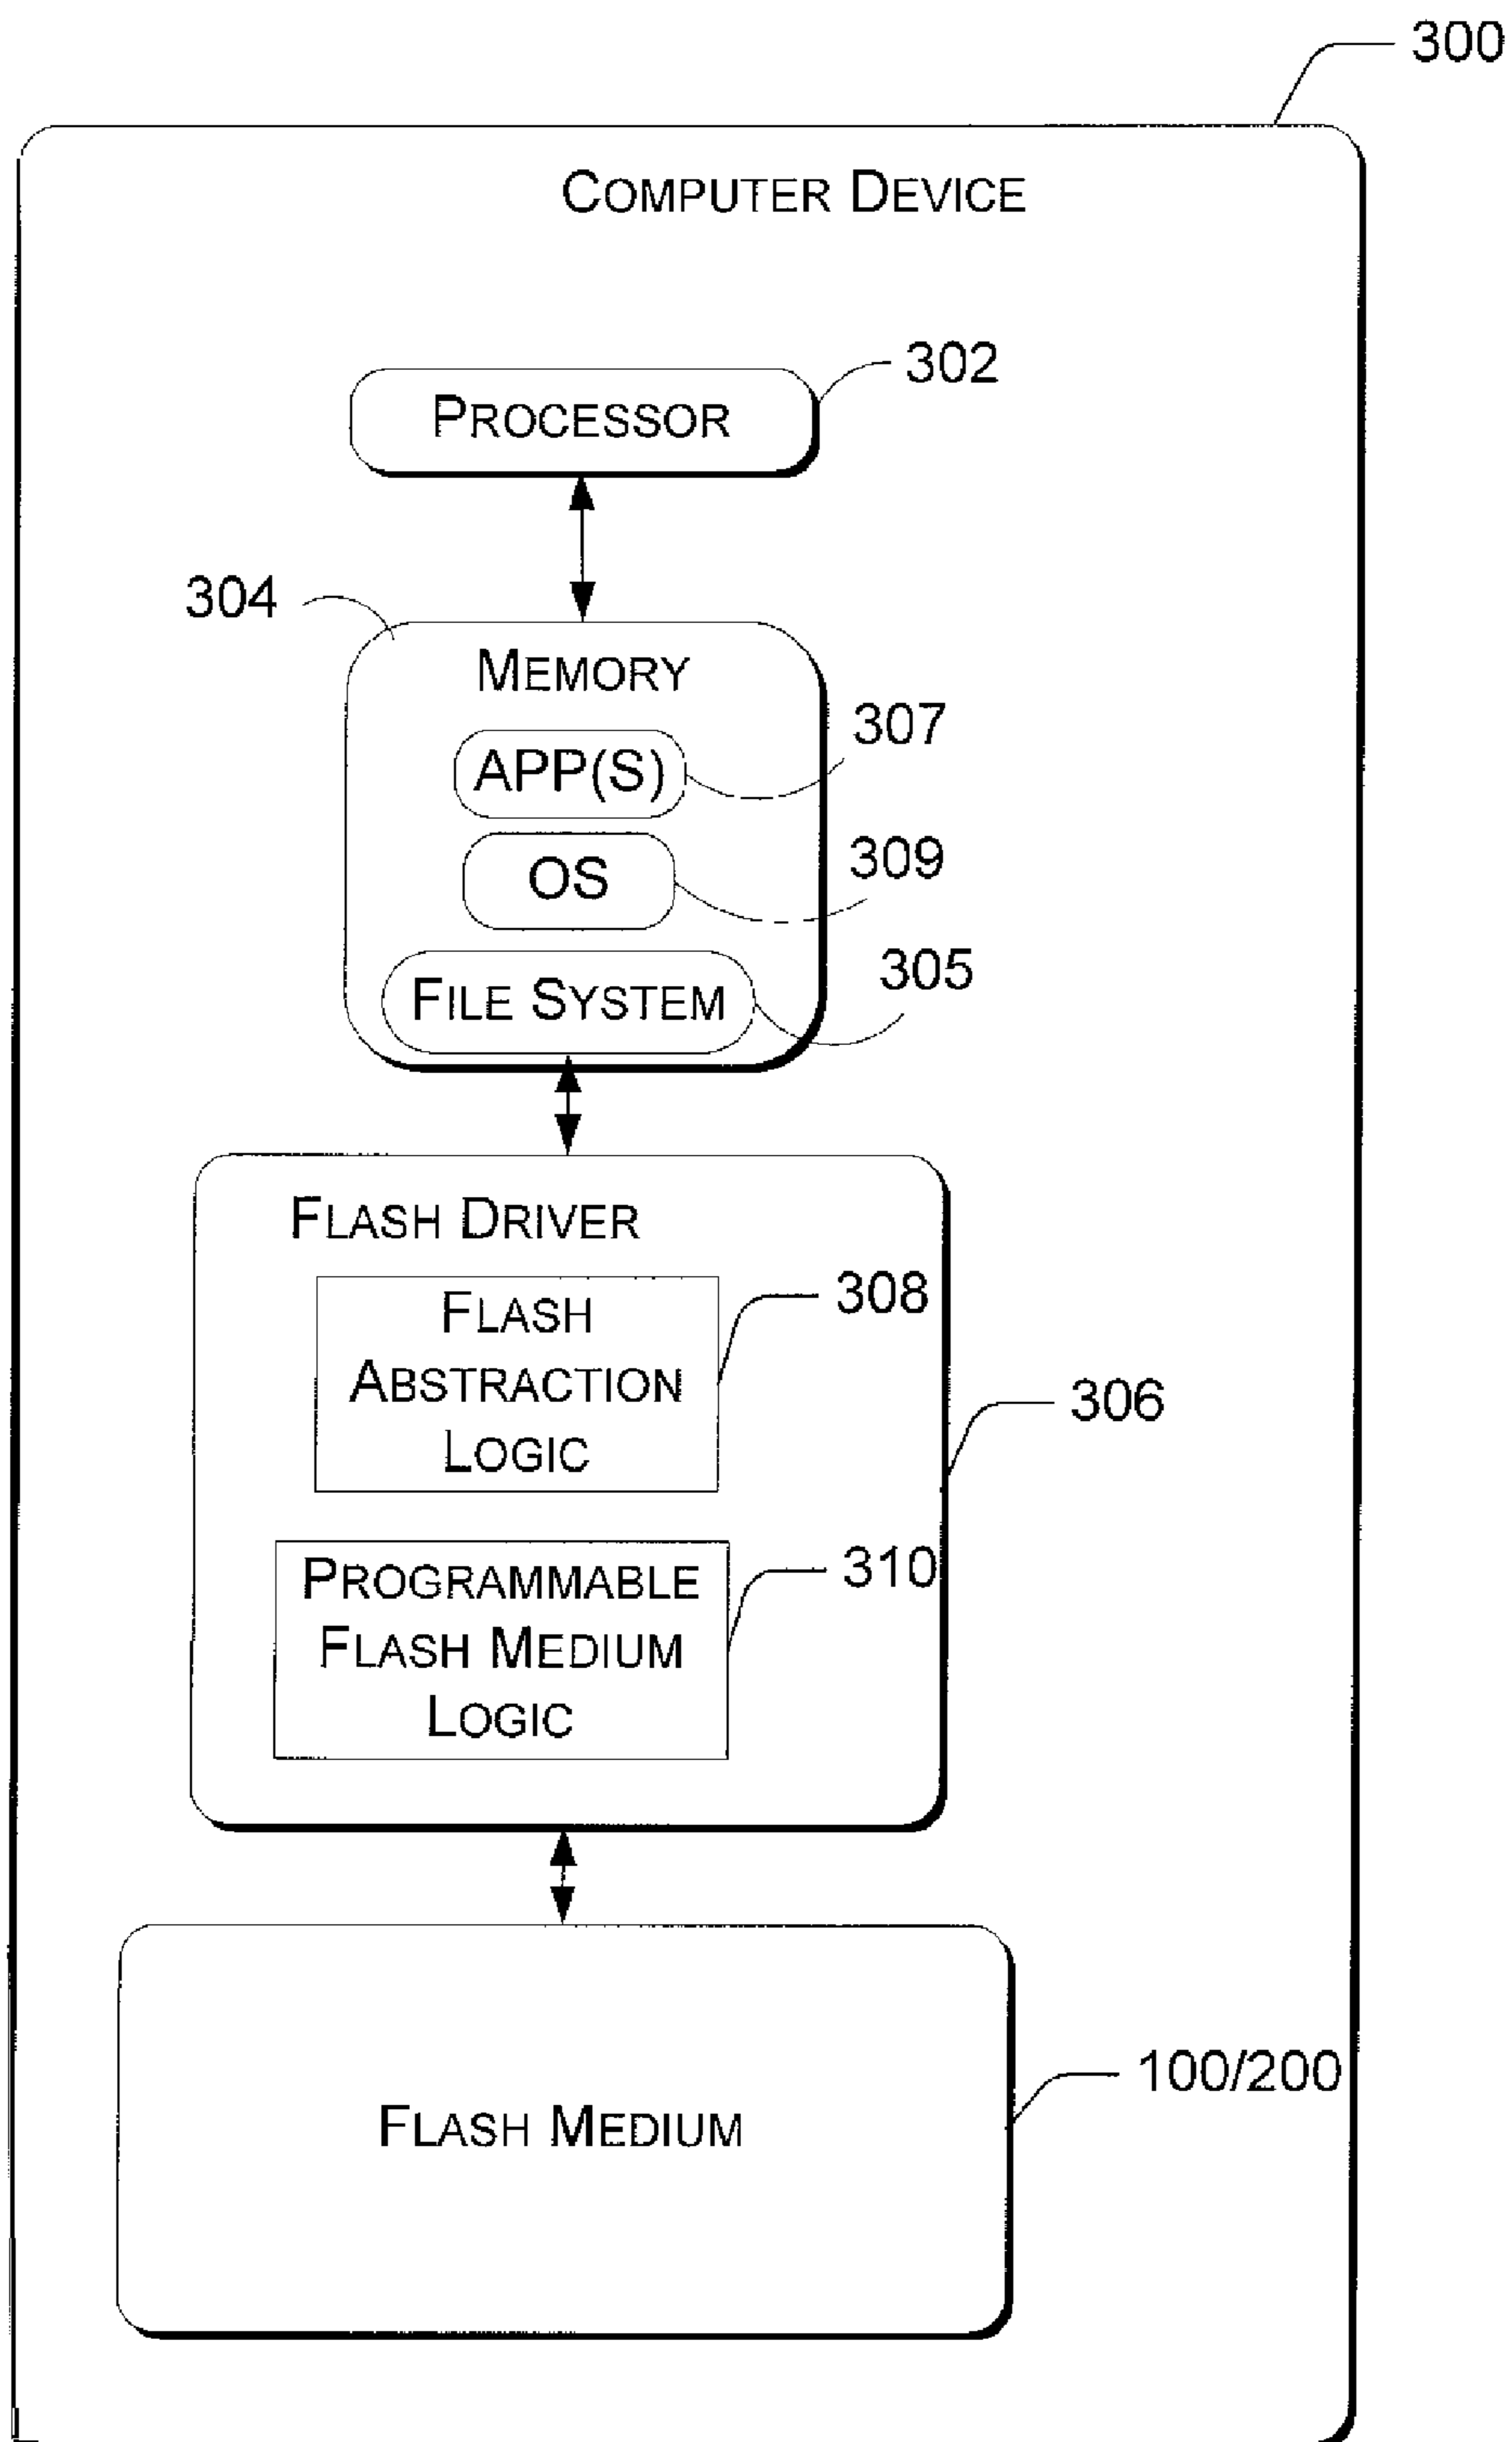 300
COMPUTER DEVICE
302
PROCESSOR
304
MEMORY
307
APP(S)
309
OS
305
FILE SYSTEM
FLASH DRIVER
308
FLASH
ABSTRACTION
LOGIC
306
310
PROGRAMMABLE
FLASH MEDIUM
LOGIC
100/200
FLASH MEDIUM